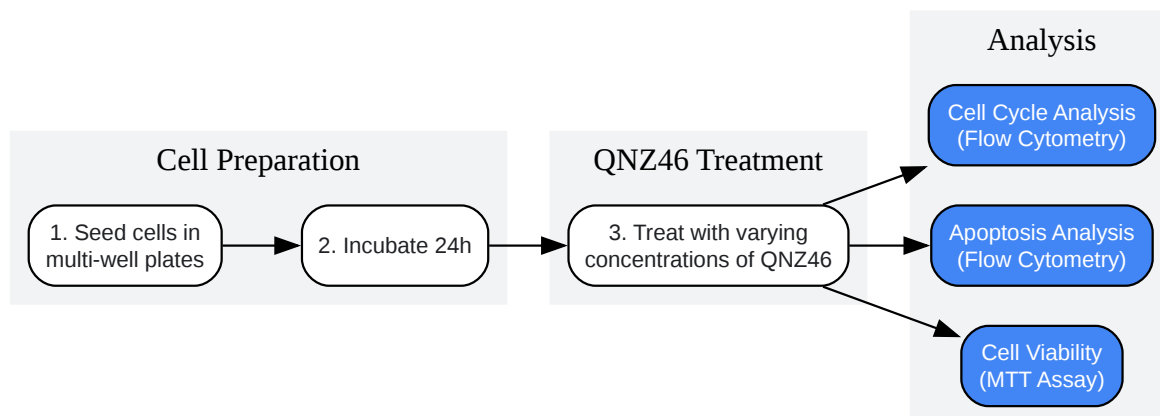 Cell Preparation
1. Seed cells in
multi-well plates
2. Incubate 24h
QNZ46 Treatment
3. Treat with varying
concentrations of QNZ46
Analysis
Cell Cycle Analysis
(Flow Cytometry)
Apoptosis Analysis
(Flow Cytometry)
Cell Viability
(MTT Assay)